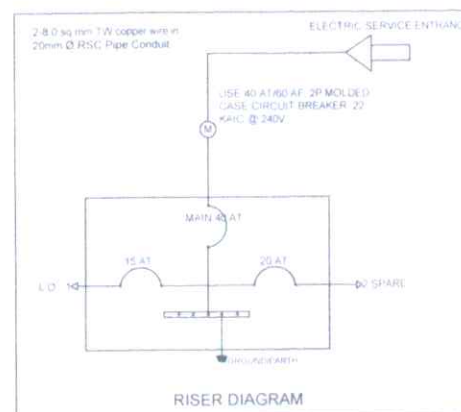 ELECTRIC SERVICE ENTRANC
2-8.0 sq mm TW copper wire in
20mm Ø RSC Pipe Conduit
USE 40 AT/60 AF 2P MOLDED
CASE CIRCUIT BREAKER 22
KAIC @ 240V
M
MAIN 40 AT
15 AT
20 AT
L.O. 1
2 SPARE
GROUND/EARTH
RISER DIAGRAM